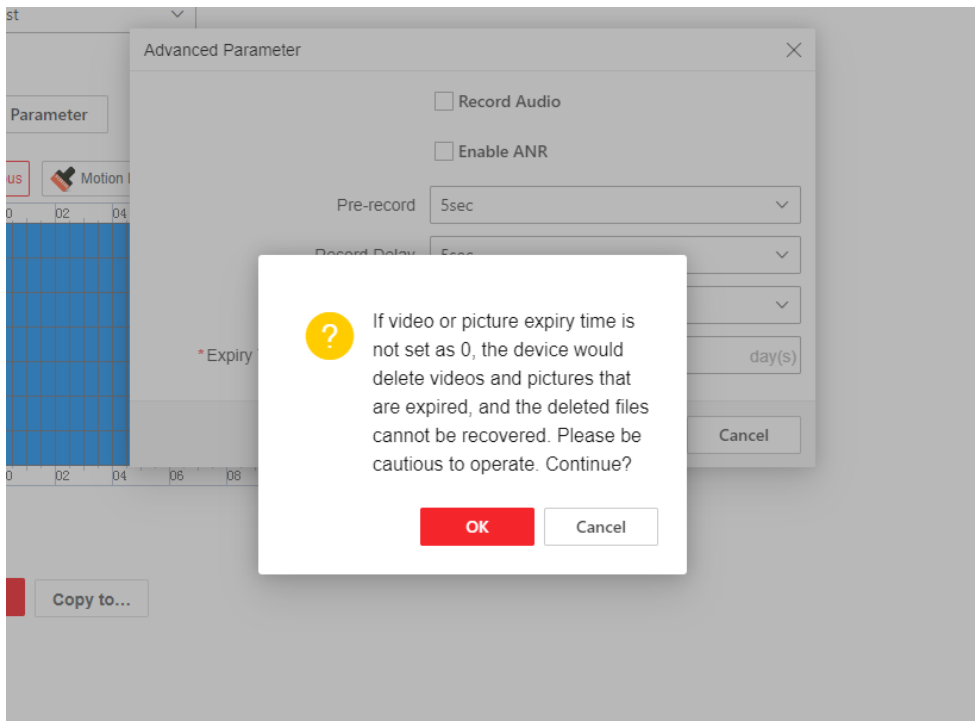 st
Advanced Parameter
Record Audio
Parameter
Enable ANR
us
Motion
Pre-record 5sec
0 02 04
Record Delay 5sec
If video or picture expiry time is
not set as 0, the device would
delete videos and pictures that
are expired, and the deleted files
cannot be recovered. Please be
cautious to operate. Continue?
*Expiry
day(s)
Cancel
0 02 04 06 08
OK Cancel
Copy to...